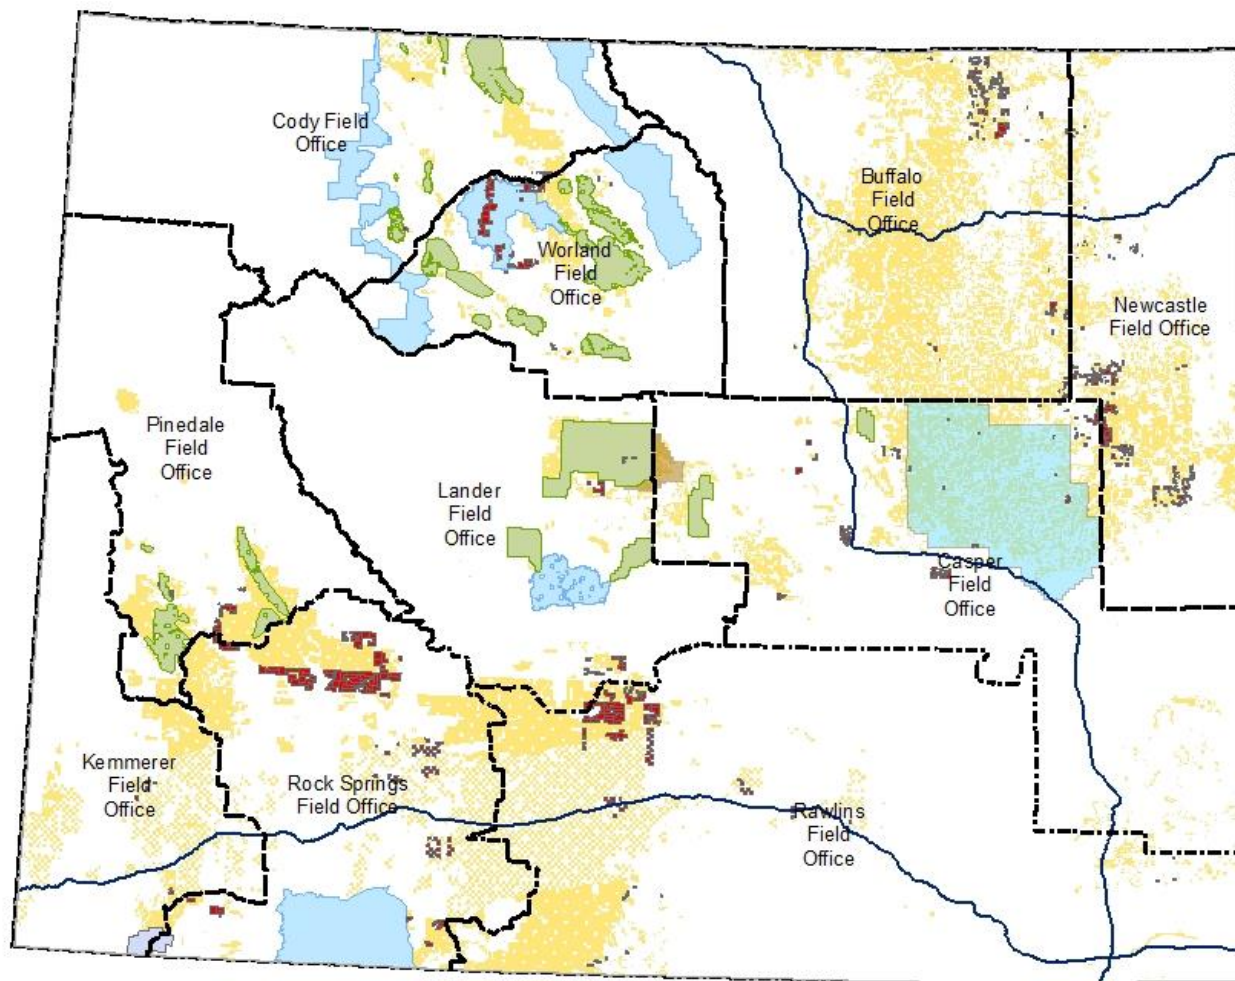 Cody Field
Office
Buffalo
Field
Office
Worland
Field
Office
Newcastle
Field Office
Pinedale
Field
Office
Lander
Field
Office
Casper
Field
Office
Kemmerer
Field
Office
Rock Springs
Field Office
Rawlins
Field
Office